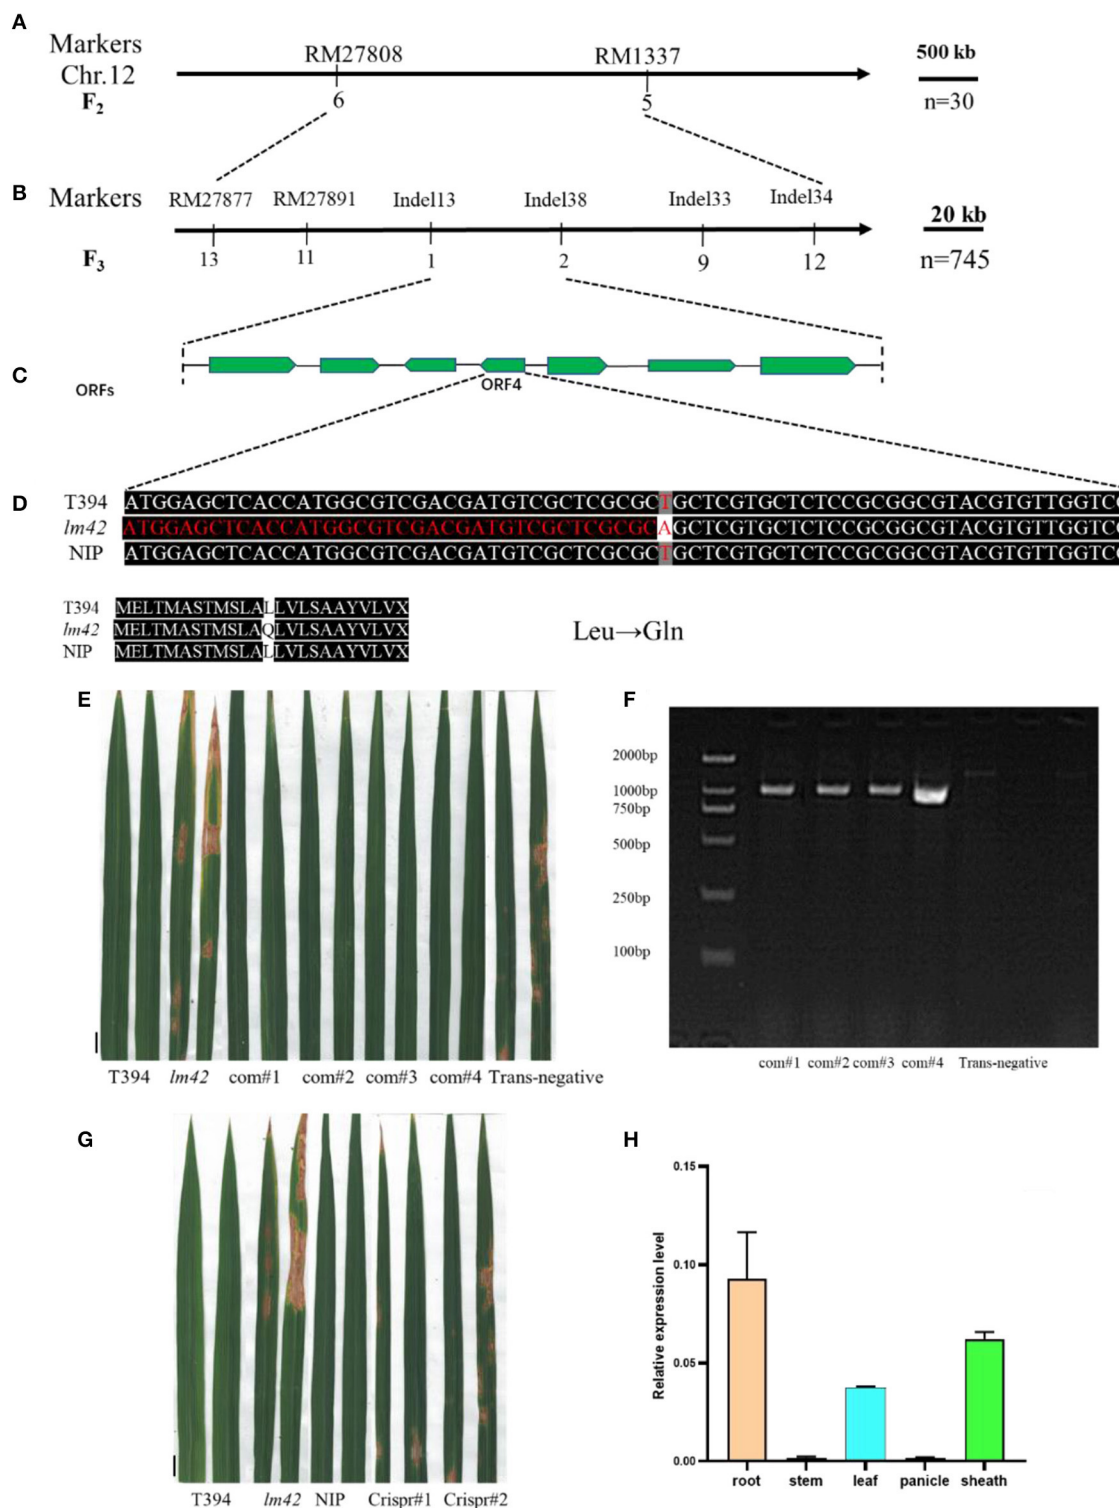 A
Markers
RM27808
RM1337
500 kb
Chr.12
F2
6
5
n=30
B
Markers
RM27877
RM27891
Indel13
Indel38
Indel33
Indel34
20 kb
F3
13
11
1
2
9
12
n=745
C
ORFs
ORF4
D
T394
ATGGAGCTCACCATGGCGTCGACGATGTCGCTCGCGCTGCTCGTGCTCTCCGCGGCGTACGTGTTGGTCC
lm42
ATGGAGCTCACCATGGCGTCGACGATGTCGCTCGCGCAGCTCGTGCTCTCCGCGGCGTACGTGTTGGTCC
NIP
ATGGAGCTCACCATGGCGTCGACGATGTCGCTCGCGCTGCTCGTGCTCTCCGCGGCGTACGTGTTGGTCC
T394 MELTMASTMSLALLVLSAAYVLVX
lm42 MELTMASTMSLAQLVLSAAYVLVX
NIP MELTMASTMSLALLVLSAAYVLVX
Leu→Gln
E
T394 lm42 com#1 com#2 com#3 com#4 Trans-negative
F
2000bp
1000bp
750bp
500bp
250bp
100bp
com#1 com#2 com#3 com#4 Trans-negative
G
T394 lm42 NIP Crispr#1 Crispr#2
H
Relative expression level
0.15
0.10
0.05
0.00
root stem leaf panicle sheath